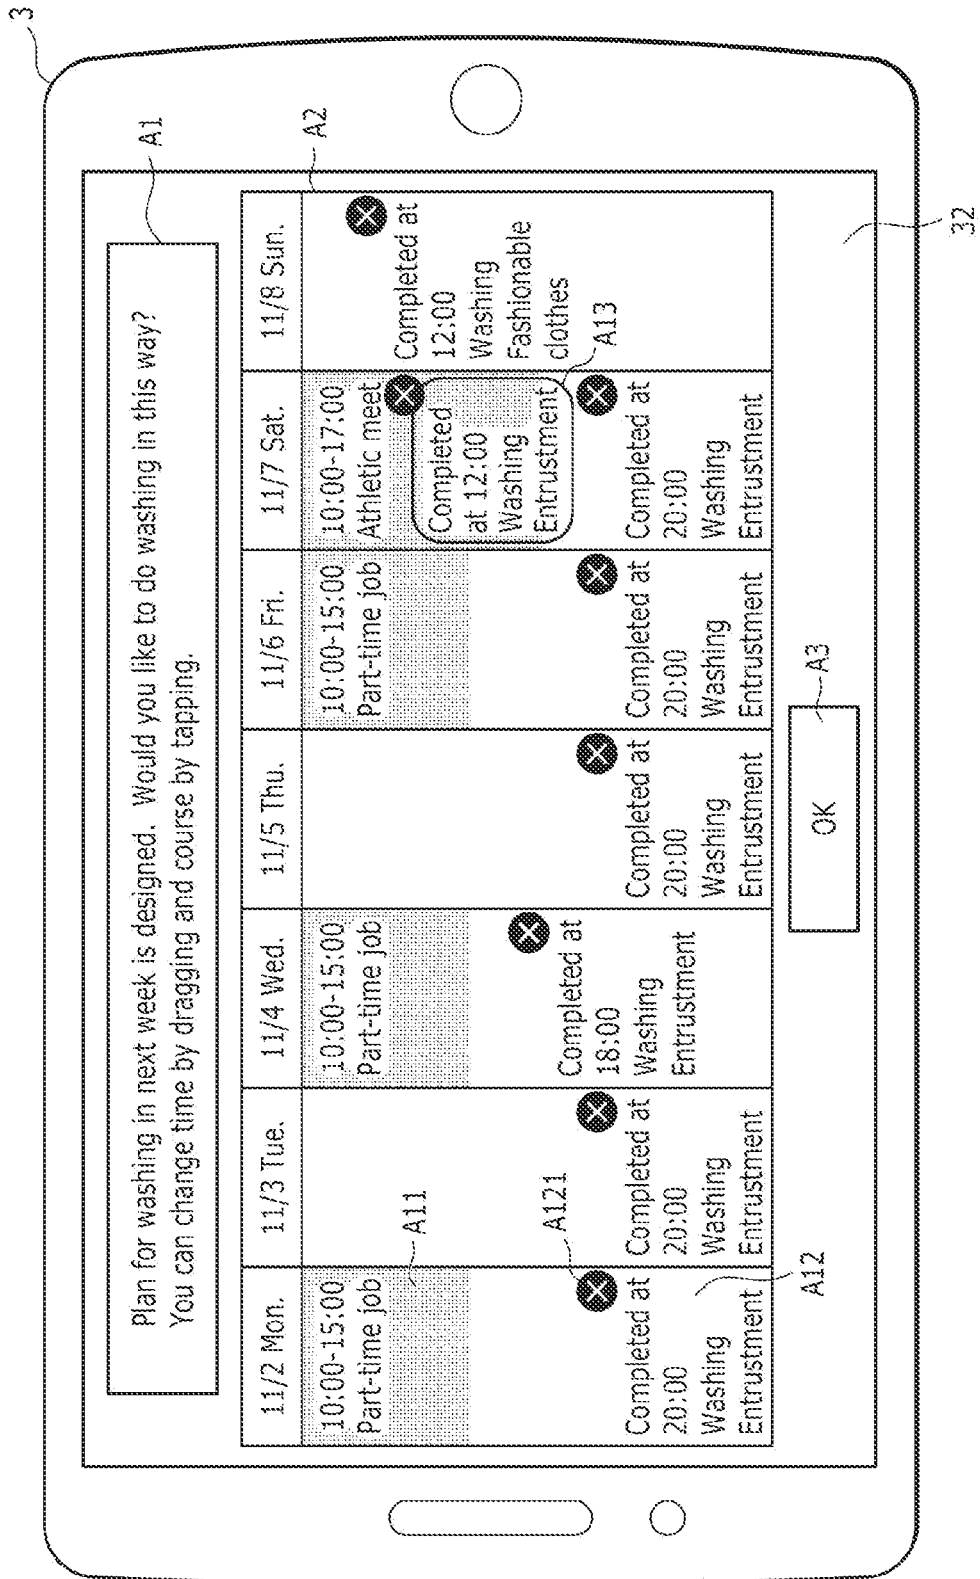 3
Plan for washing in next week is designed. Would you like to do washing in this way?
You can change time by dragging and course by tapping.
A1
A2
11/2 Mon.
10:00-15:00
Part-time job
A11
A121
Completed at
20:00
Washing
Entrustment
A12
11/3 Tue.
Completed at
20:00
Washing
Entrustment
11/4 Wed.
10:00-15:00
Part-time job
Completed at
18:00
Washing
Entrustment
11/5 Thu.
Completed at
20:00
Washing
Entrustment
11/6 Fri.
10:00-15:00
Part-time job
Completed at
20:00
Washing
Entrustment
11/7 Sat.
10:00-17:00
Athletic meet
Completed
at 12:00
Washing
Entrustment
A13
Completed at
20:00
Washing
Entrustment
11/8 Sun.
Completed at
12:00
Washing
Fashionable
clothes
OK
A3
32